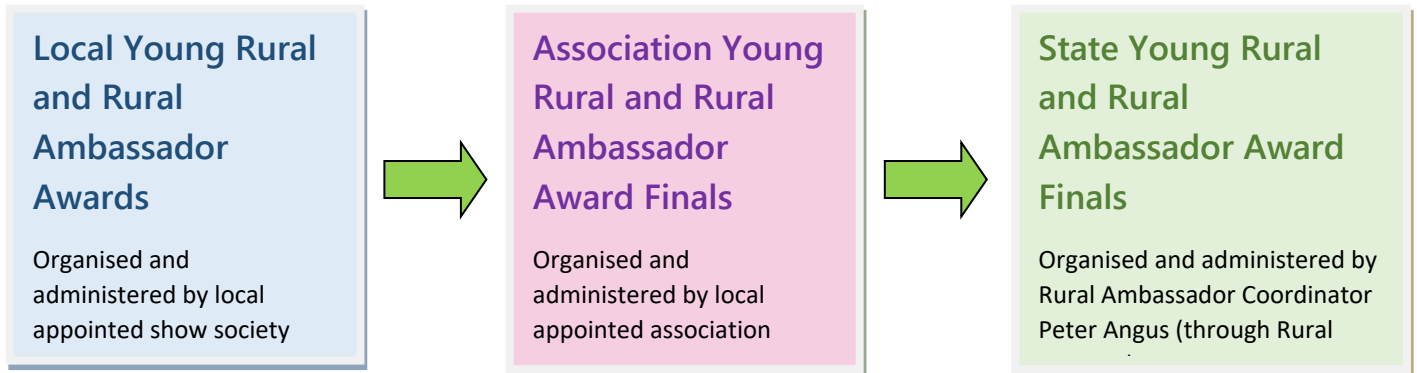 Local Young Rural
and Rural
Ambassador
Awards
Organised and
administered by local
appointed show society
Association Young
Rural and Rural
Ambassador
Award Finals
Organised and
administered by local
appointed association
State Young Rural
and Rural
Ambassador Award
Finals
Organised and administered by
Rural Ambassador Coordinator
Peter Angus (through Rural